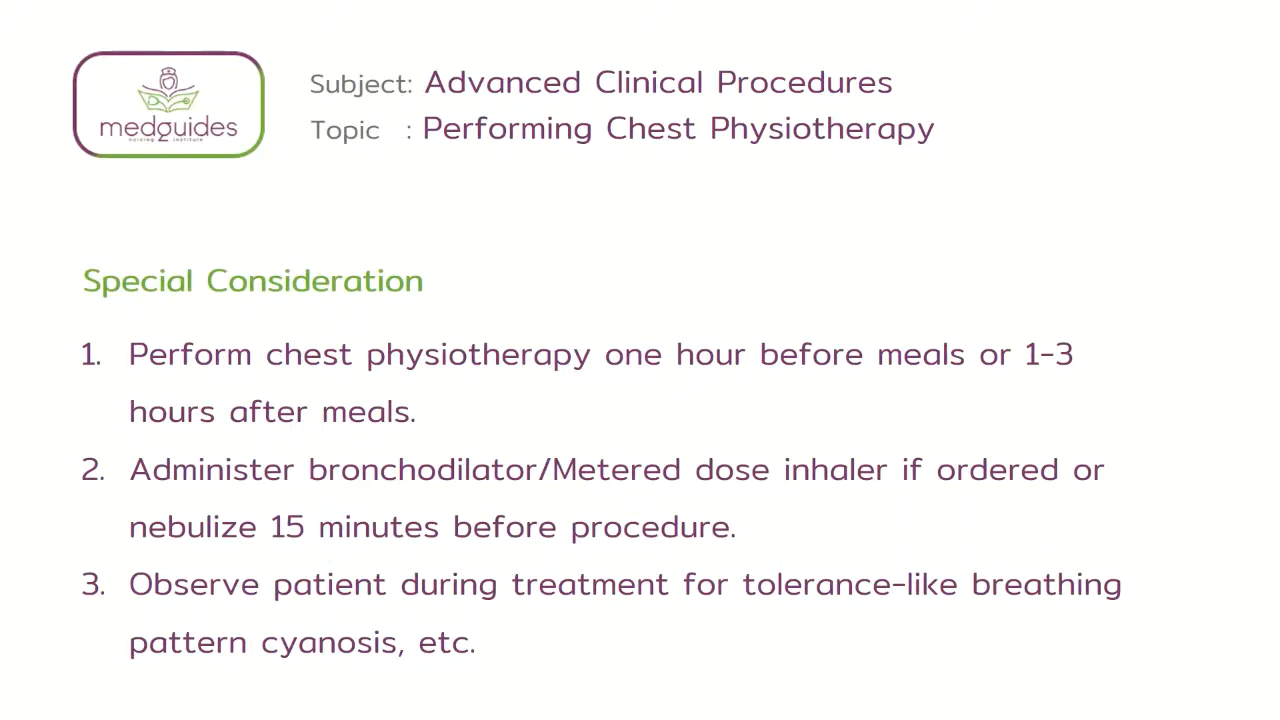 medguides
nursing institute
Subject: Advanced Clinical Procedures
Topic : Performing Chest Physiotherapy
Special Consideration
1. Perform chest physiotherapy one hour before meals or 1-3
hours after meals.
2. Administer bronchodilator/Metered dose inhaler if ordered or
nebulize 15 minutes before procedure.
3. Observe patient during treatment for tolerance-like breathing
pattern cyanosis, etc.